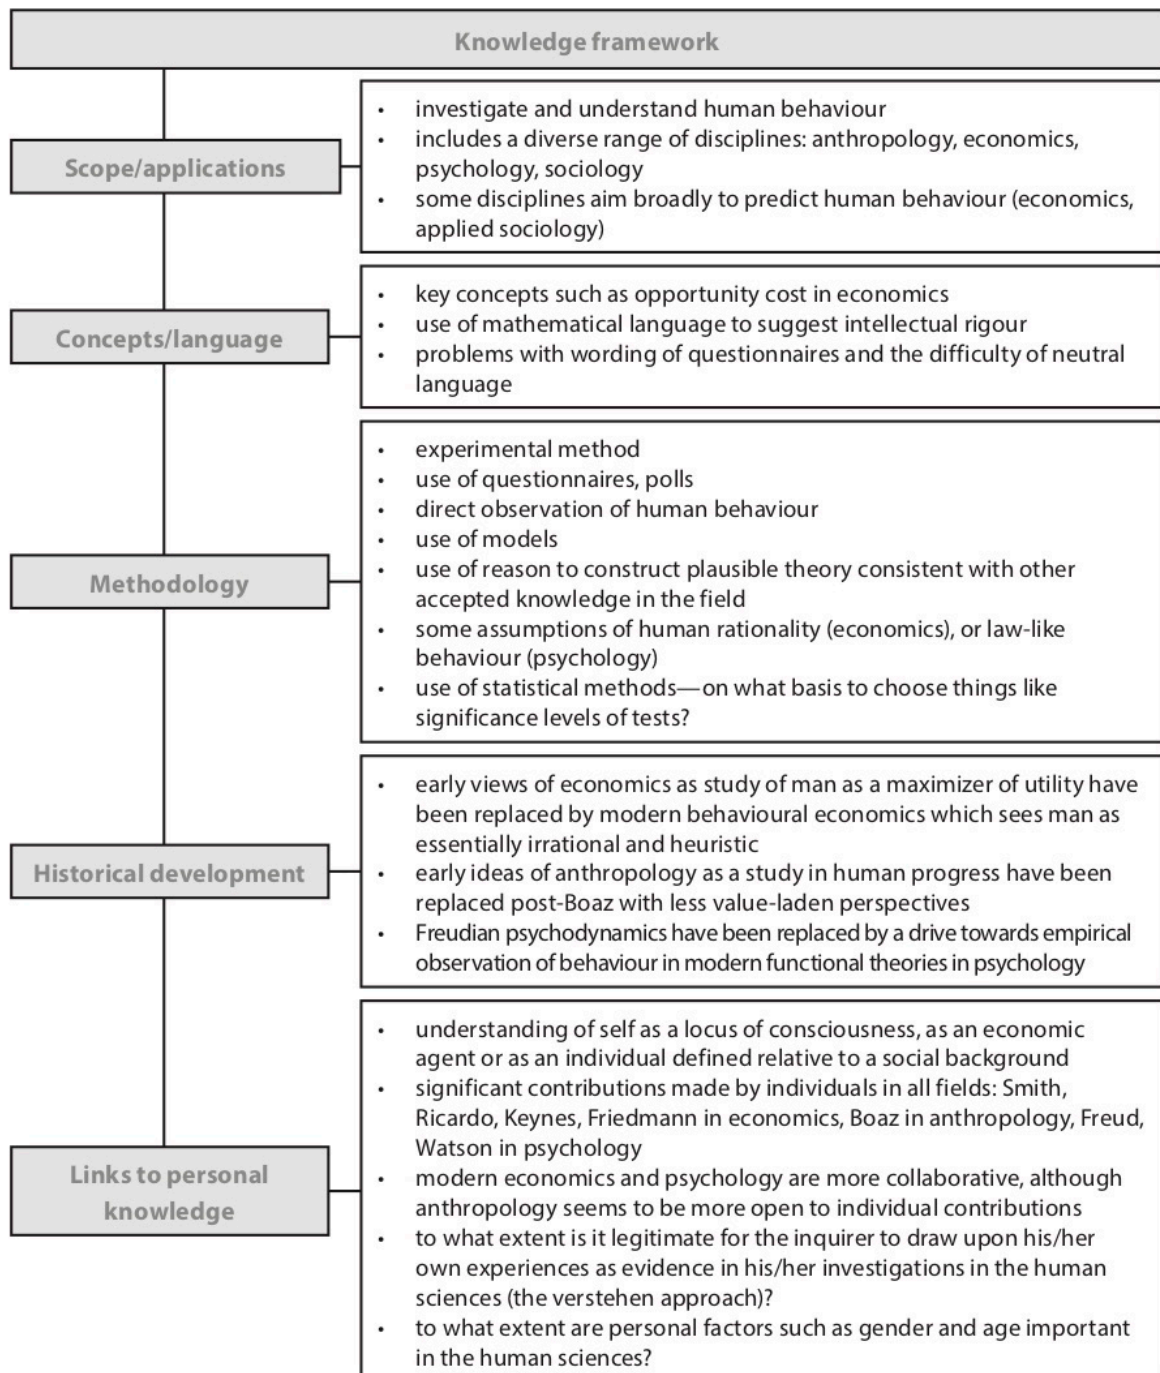 Knowledge framework
Scope/applications
• investigate and understand human behaviour
• includes a diverse range of disciplines: anthropology, economics,
psychology, sociology
• some disciplines aim broadly to predict human behaviour (economics,
applied sociology)
Concepts/language
• key concepts such as opportunity cost in economics
• use of mathematical language to suggest intellectual rigour
• problems with wording of questionnaires and the difficulty of neutral
language
Methodology
• experimental method
• use of questionnaires, polls
• direct observation of human behaviour
• use of models
• use of reason to construct plausible theory consistent with other
accepted knowledge in the field
• some assumptions of human rationality (economics), or law-like
behaviour (psychology)
• use of statistical methods—on what basis to choose things like
significance levels of tests?
Historical development
• early views of economics as study of man as a maximizer of utility have
been replaced by modern behavioural economics which sees man as
essentially irrational and heuristic
• early ideas of anthropology as a study in human progress have been
replaced post-Boaz with less value-laden perspectives
• Freudian psychodynamics have been replaced by a drive towards empirical
observation of behaviour in modern functional theories in psychology
Links to personal
knowledge
• understanding of self as a locus of consciousness, as an economic
agent or as an individual defined relative to a social background
• significant contributions made by individuals in all fields: Smith,
Ricardo, Keynes, Friedmann in economics, Boaz in anthropology, Freud,
Watson in psychology
• modern economics and psychology are more collaborative, although
anthropology seems to be more open to individual contributions
• to what extent is it legitimate for the inquirer to draw upon his/her
own experiences as evidence in his/her investigations in the human
sciences (the verstehen approach)?
• to what extent are personal factors such as gender and age important
in the human sciences?